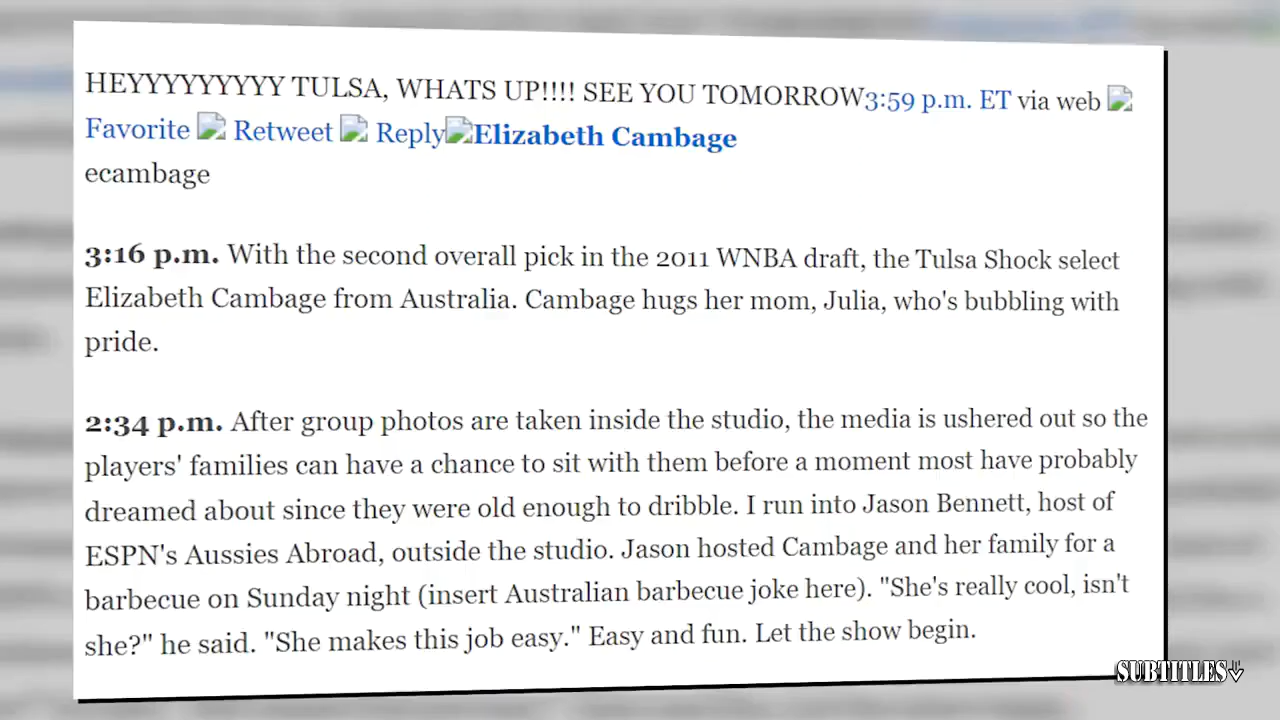 HEYYYYYYYYY TULSA, WHATS UP!!!! SEE YOU TOMORROW3:59 p.m. ET via web
Favorite Retweet Reply Elizabeth Cambage
ecambage
3:16 p.m. With the second overall pick in the 2011 WNBA draft, the Tulsa Shock select
Elizabeth Cambage from Australia. Cambage hugs her mom, Julia, who's bubbling with
pride.
2:34 p.m. After group photos are taken inside the studio, the media is ushered out so the
players' families can have a chance to sit with them before a moment most have probably
dreamed about since they were old enough to dribble. I run into Jason Bennett, host of
ESPN's Aussies Abroad, outside the studio. Jason hosted Cambage and her family for a
barbecue on Sunday night (insert Australian barbecue joke here). "She's really cool, isn't
she?" he said. "She makes this job easy." Easy and fun. Let the show begin.
SUBTITLES